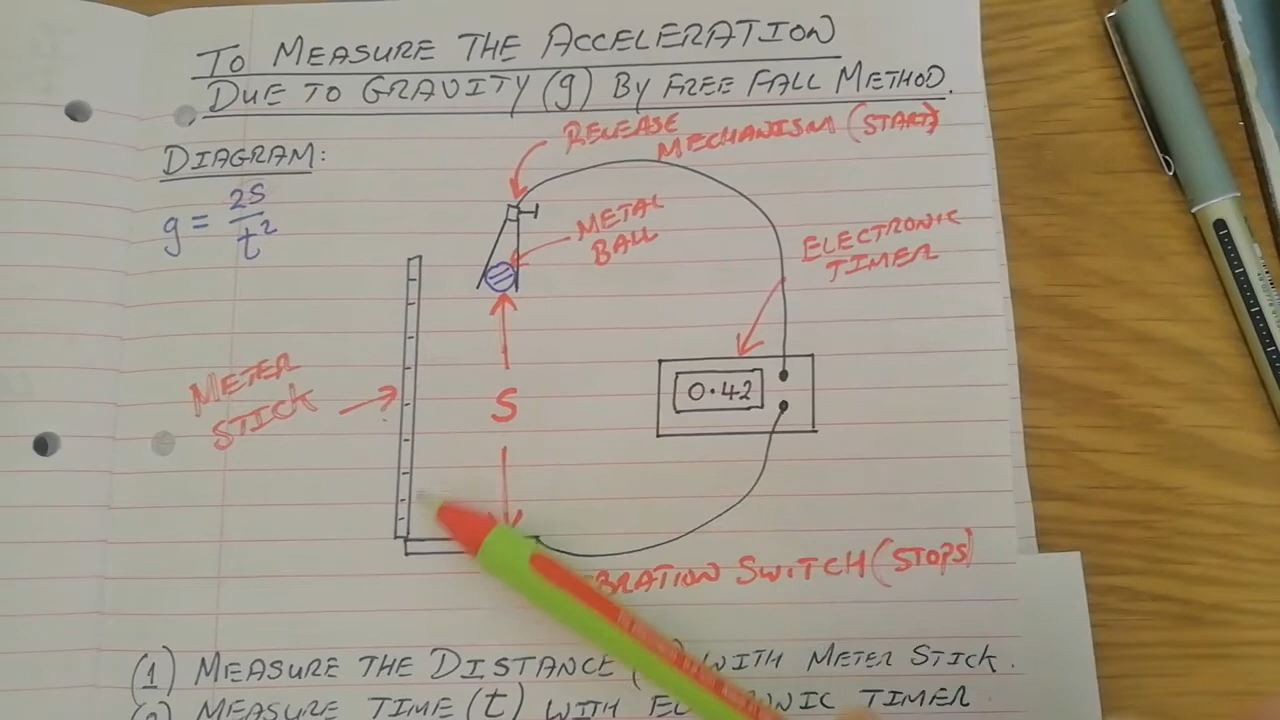 TO MEASURE THE ACCELERATION
DUE TO GRAVITY (g) BY FREE FALL METHOD.
RELEASE
MECHANISM (START)
DIAGRAM:
g = 2S/t²
METAL
BALL
ELECTRONIC
TIMER
METER
STICK
S
0.42
SWITCH (STOPS)
(1) MEASURE THE DISTANCE WITH METER STICK.
(2) MEASURE TIME (t) WITH TIMER